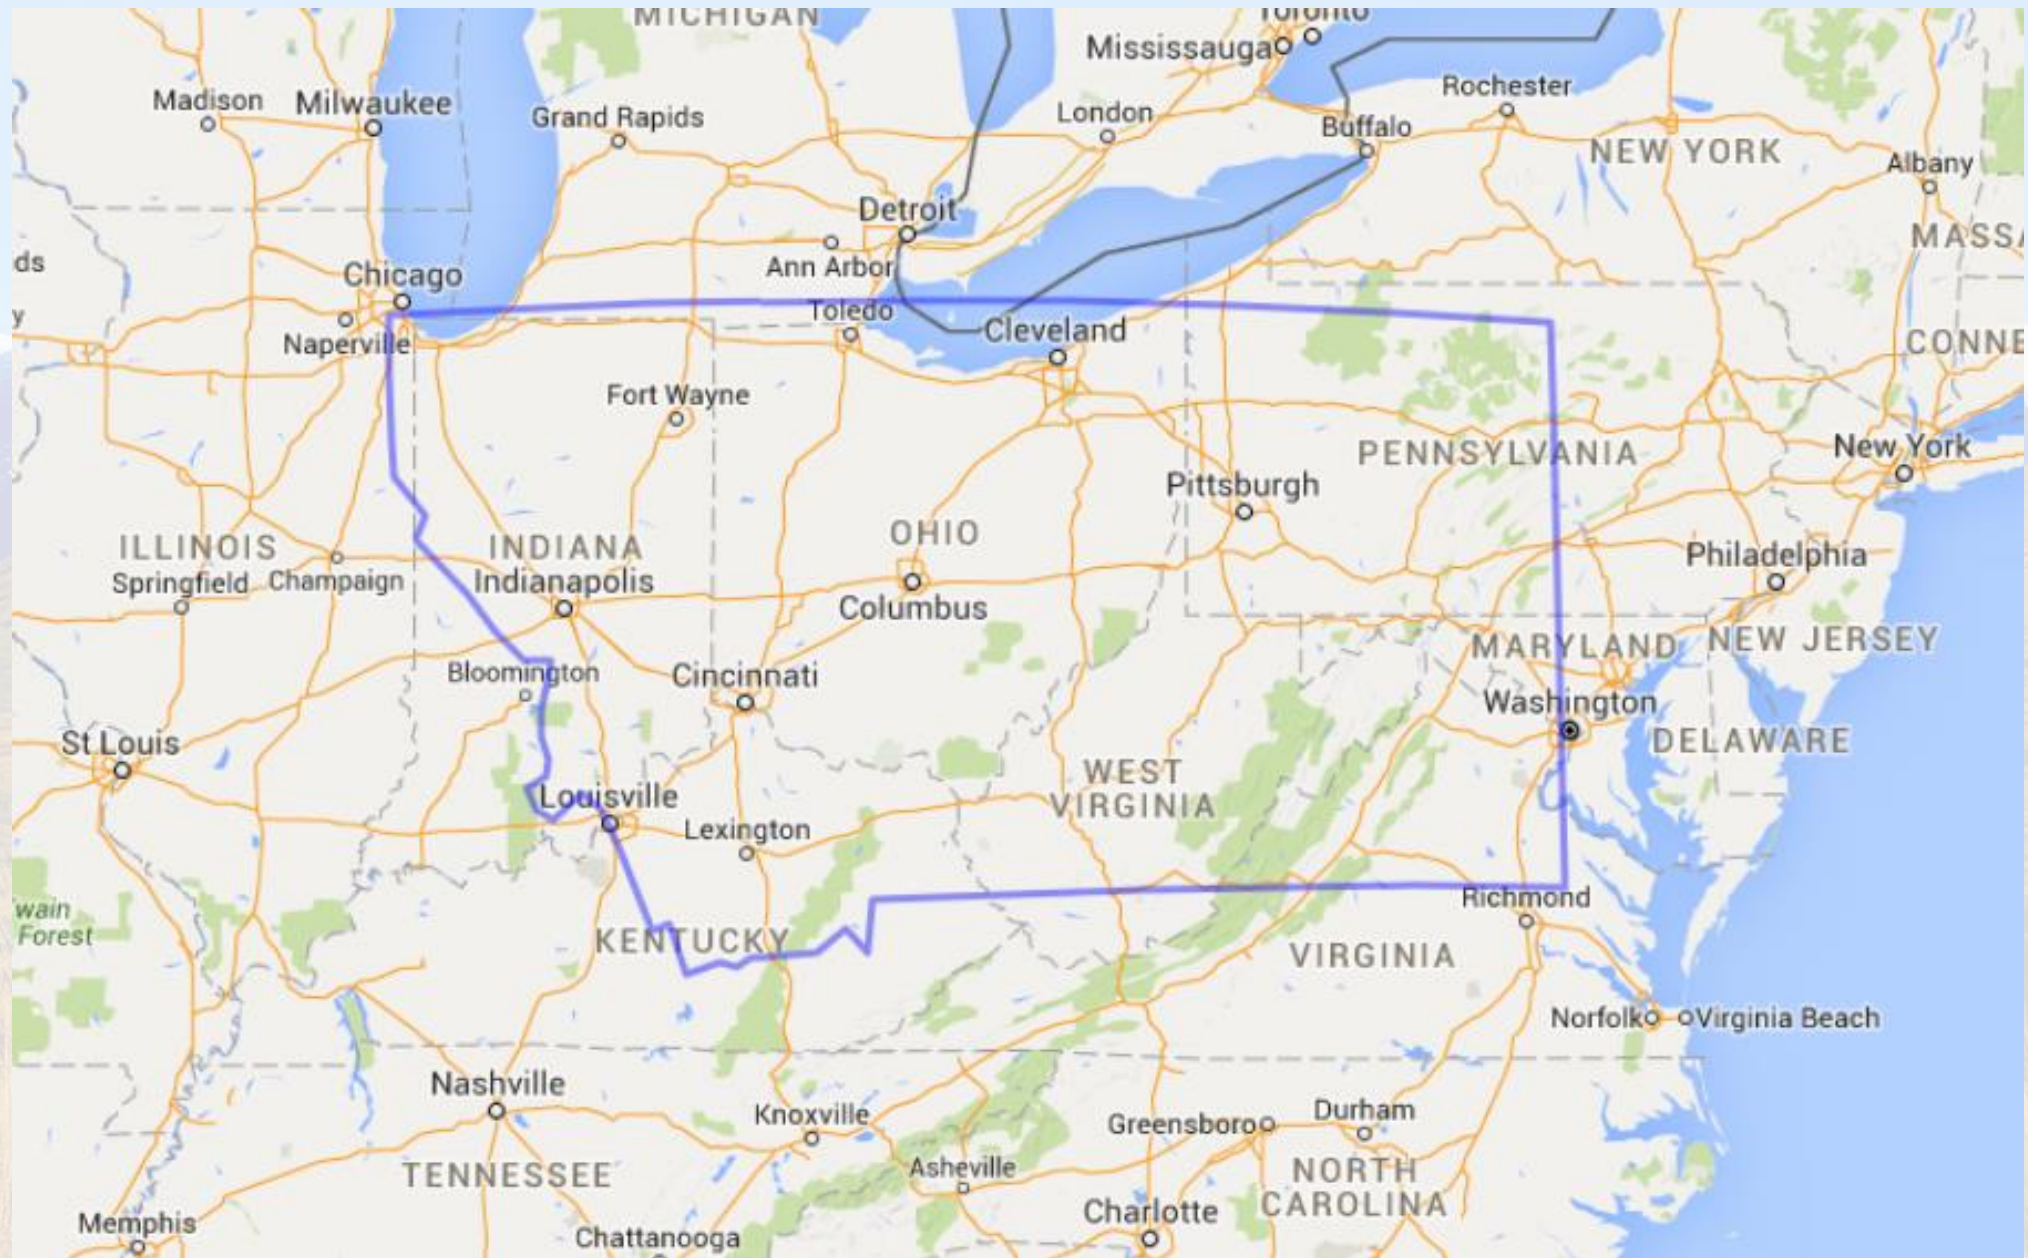 MICHIGAN
Toronto
Mississauga
Rochester
Madison
Milwaukee
Grand Rapids
London
Buffalo
NEW YORK
Albany
Detroit
MASSA
ds
Chicago
Ann Arbor
y
Toledo
Naperville
Cleveland
CONNE
Fort Wayne
PENNSYLVANIA
New York
Pittsburgh
OHIO
ILLINOIS
INDIANA
Philadelphia
Springfield
Champaign
Indianapolis
Columbus
MARYLAND
NEW JERSEY
Bloomington
Cincinnati
Washington
St Louis
DELAWARE
WEST
VIRGINIA
Louisville
Lexington
Richmond
wain
Forest
KENTUCKY
VIRGINIA
Norfolk
Virginia Beach
Nashville
Knoxville
Greensboro
Durham
TENNESSEE
Asheville
NORTH
CAROLINA
Charlotte
Memphis
Chattanooga